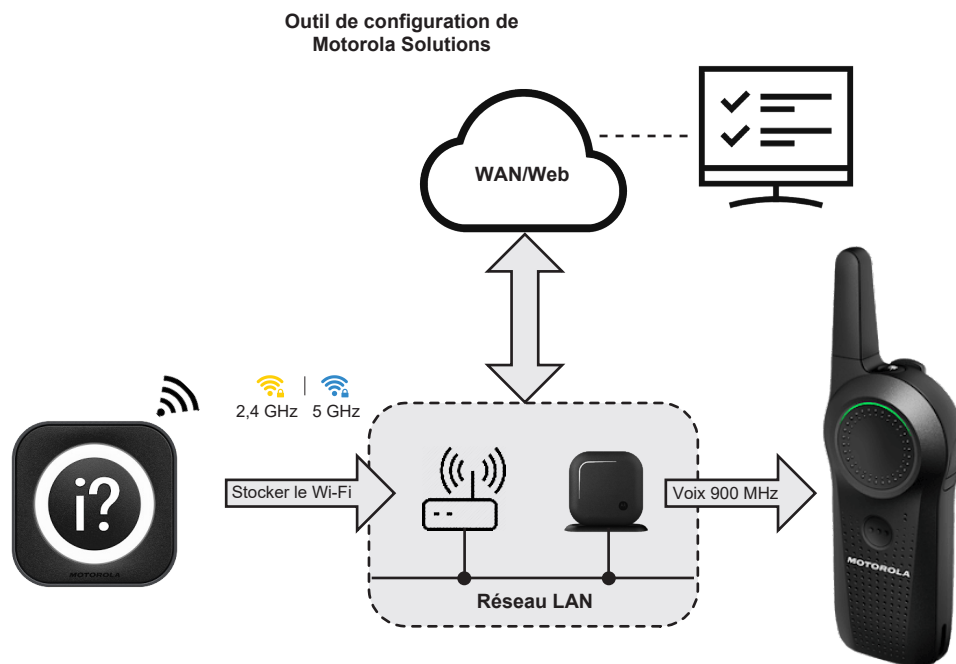 Outil de configuration de
Motorola Solutions
WAN/Web
2,4 GHz | 5 GHz
Stocker le Wi-Fi
Voix 900 MHz
i?
MOTOROLA
MOTOROLA
Réseau LAN